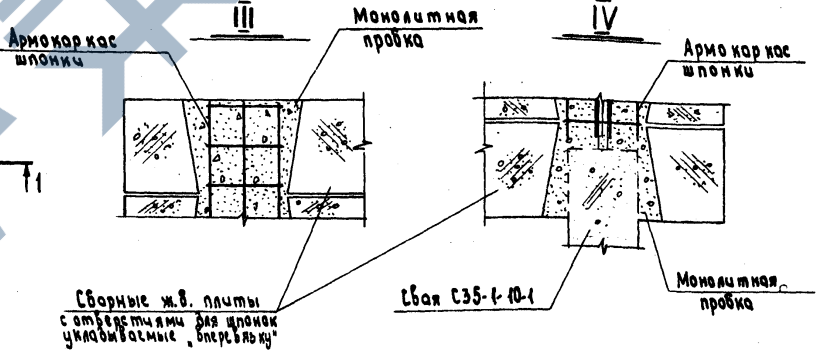 III
Монолитная
пробка
Армокаркас
шпонки
IV
Армокаркас
шпонки
1
Сборные ж.б. плиты
с отверстиями для шпонок
укладываемые „вперевязку"
Свая С35-1-10-1
Монолитная
пробка